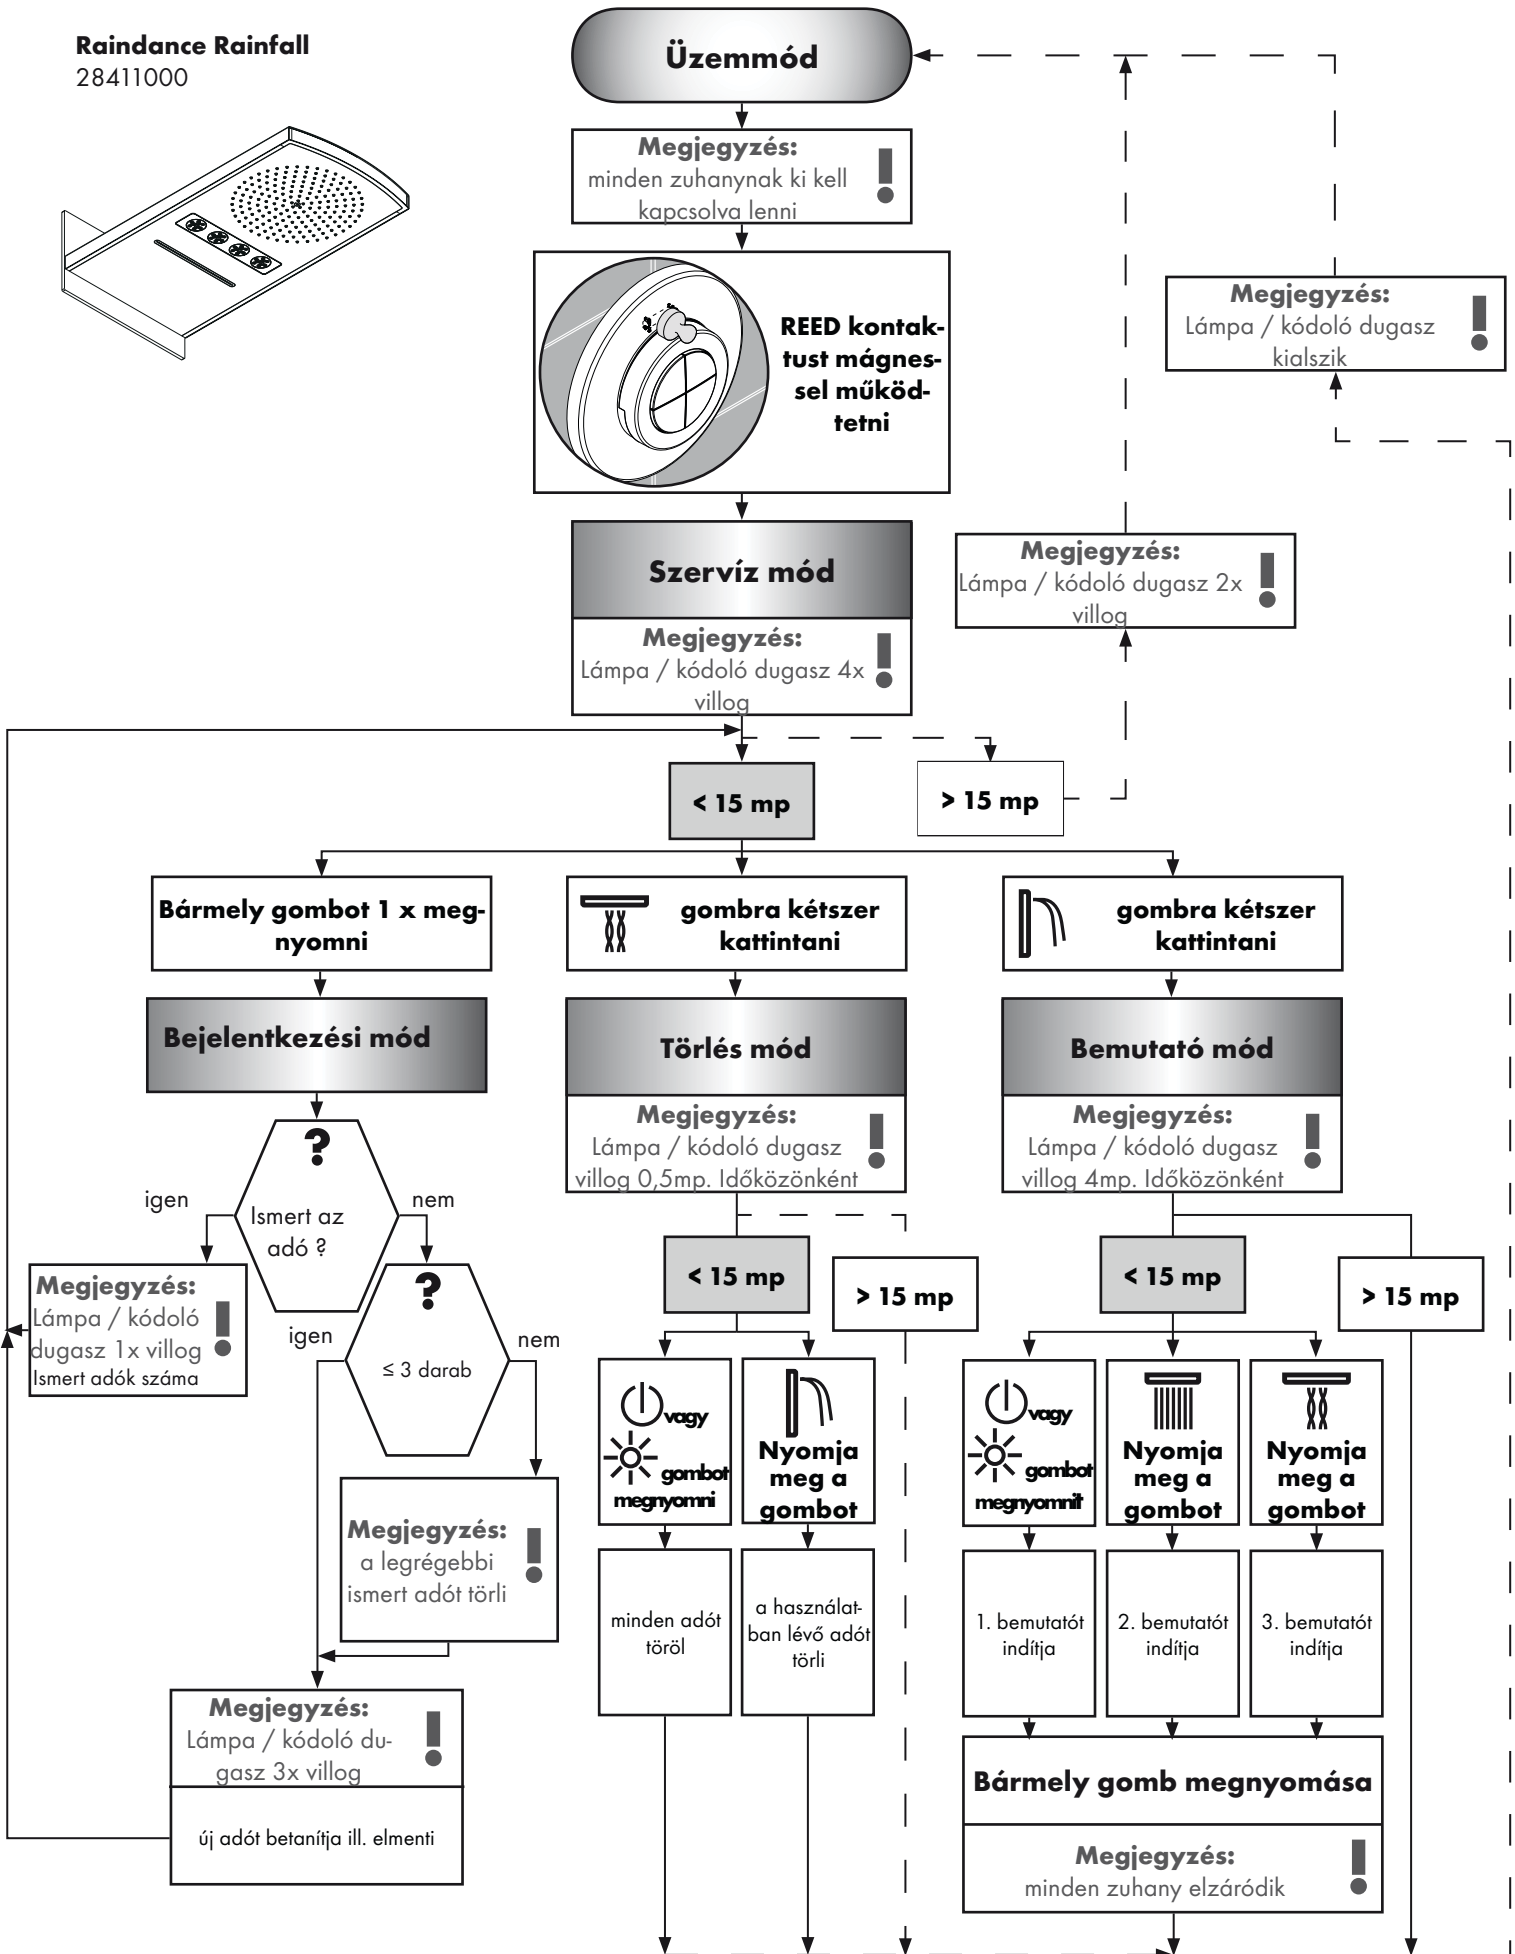 Raindance Rainfall
28411000
Üzemmód
Megjegyzés:
minden zuhanynak ki kell
kapcsolva lenni
REED kontak-
tust mágnes-
sel működ-
tetni
Megjegyzés:
Lámpa / kódoló dugasz
kialszik
Szervíz mód
Megjegyzés:
Lámpa / kódoló dugasz 4x
villog
Megjegyzés:
Lámpa / kódoló dugasz 2x
villog
< 15 mp
> 15 mp
Bármely gombot 1 x meg-
nyomni
gombra kétszer
kattintani
gombra kétszer
kattintani
Bejelentkezési mód
Törlés mód
Megjegyzés:
Lámpa / kódoló dugasz
villog 0,5mp. Időközönként
Bemutató mód
Megjegyzés:
Lámpa / kódoló dugasz
villog 4mp. Időközönként
?
Ismert az
adó ?
igen
nem
Megjegyzés:
Lámpa / kódoló
dugasz 1x villog
Ismert adók száma
?
≤ 3 darab
igen
nem
Megjegyzés:
a legrégebbi
ismert adót törli
Megjegyzés:
Lámpa / kódoló du-
gasz 3x villog
új adót betanítja ill. elmenti
< 15 mp
> 15 mp
vagy
gombot
megnyomni
Nyomja
meg a
gombot
minden adót
töröl
a használat-
ban lévő adót
törli
< 15 mp
> 15 mp
vagy
gombot
megnyomnit
Nyomja
meg a
gombot
Nyomja
meg a
gombot
1. bemutatót
indítja
2. bemutatót
indítja
3. bemutatót
indítja
Bármely gomb megnyomása
Megjegyzés:
minden zuhany elzáródik